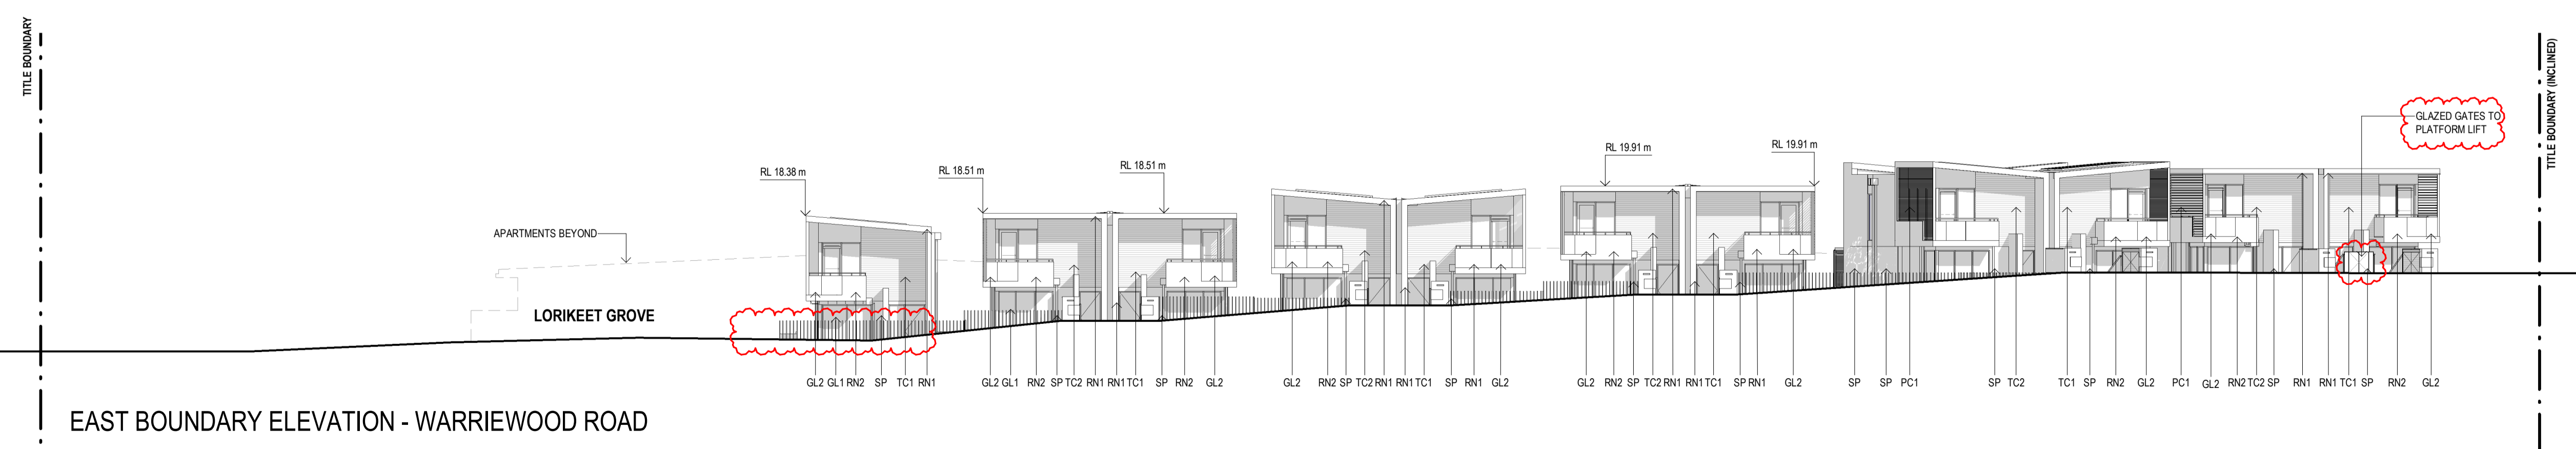 TITLE BOUNDARY
TITLE BOUNDARY (INCLINED)
GLAZED GATES TO
PLATFORM LIFT
RL 18.38 m
RL 18.51 m
RL 18.51 m
RL 19.91 m
RL 19.91 m
APARTMENTS BEYOND
LORIKEET GROVE
GL2 GL1 RN2 SP TC1 RN1
GL2 GL1 RN2 SP TC2 RN1 RN1 TC1 SP RN2 GL2
GL2 RN2 SP TC2 RN1 RN1 TC1 SP RN1 GL2
GL2 RN2 SP TC2 RN1 RN1 TC1 SP RN1 GL2
SP SP PC1 SP TC2 TC1 SP RN2 GL2 PC1 GL2 RN2 TC2 SP RN1 RN1 TC1 SP RN2 GL2
EAST BOUNDARY ELEVATION - WARRIEWOOD ROAD